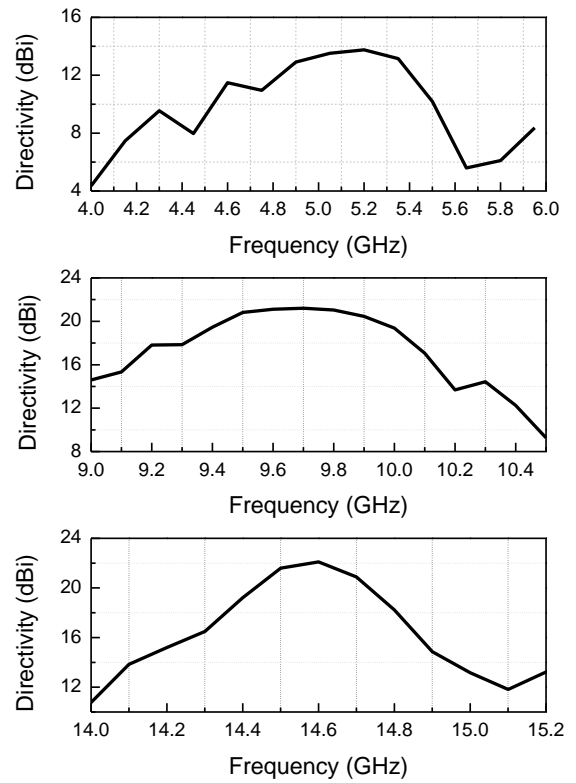 Directivity (dBi)
16
12
8
4
4.0 4.2 4.4 4.6 4.8 5.0 5.2 5.4 5.6 5.8 6.0
Frequency (GHz)
Directivity (dBi)
24
20
16
12
8
9.0 9.2 9.4 9.6 9.8 10.0 10.2 10.4
Frequency (GHz)
Directivity (dBi)
24
20
16
12
14.0 14.2 14.4 14.6 14.8 15.0 15.2
Frequency (GHz)